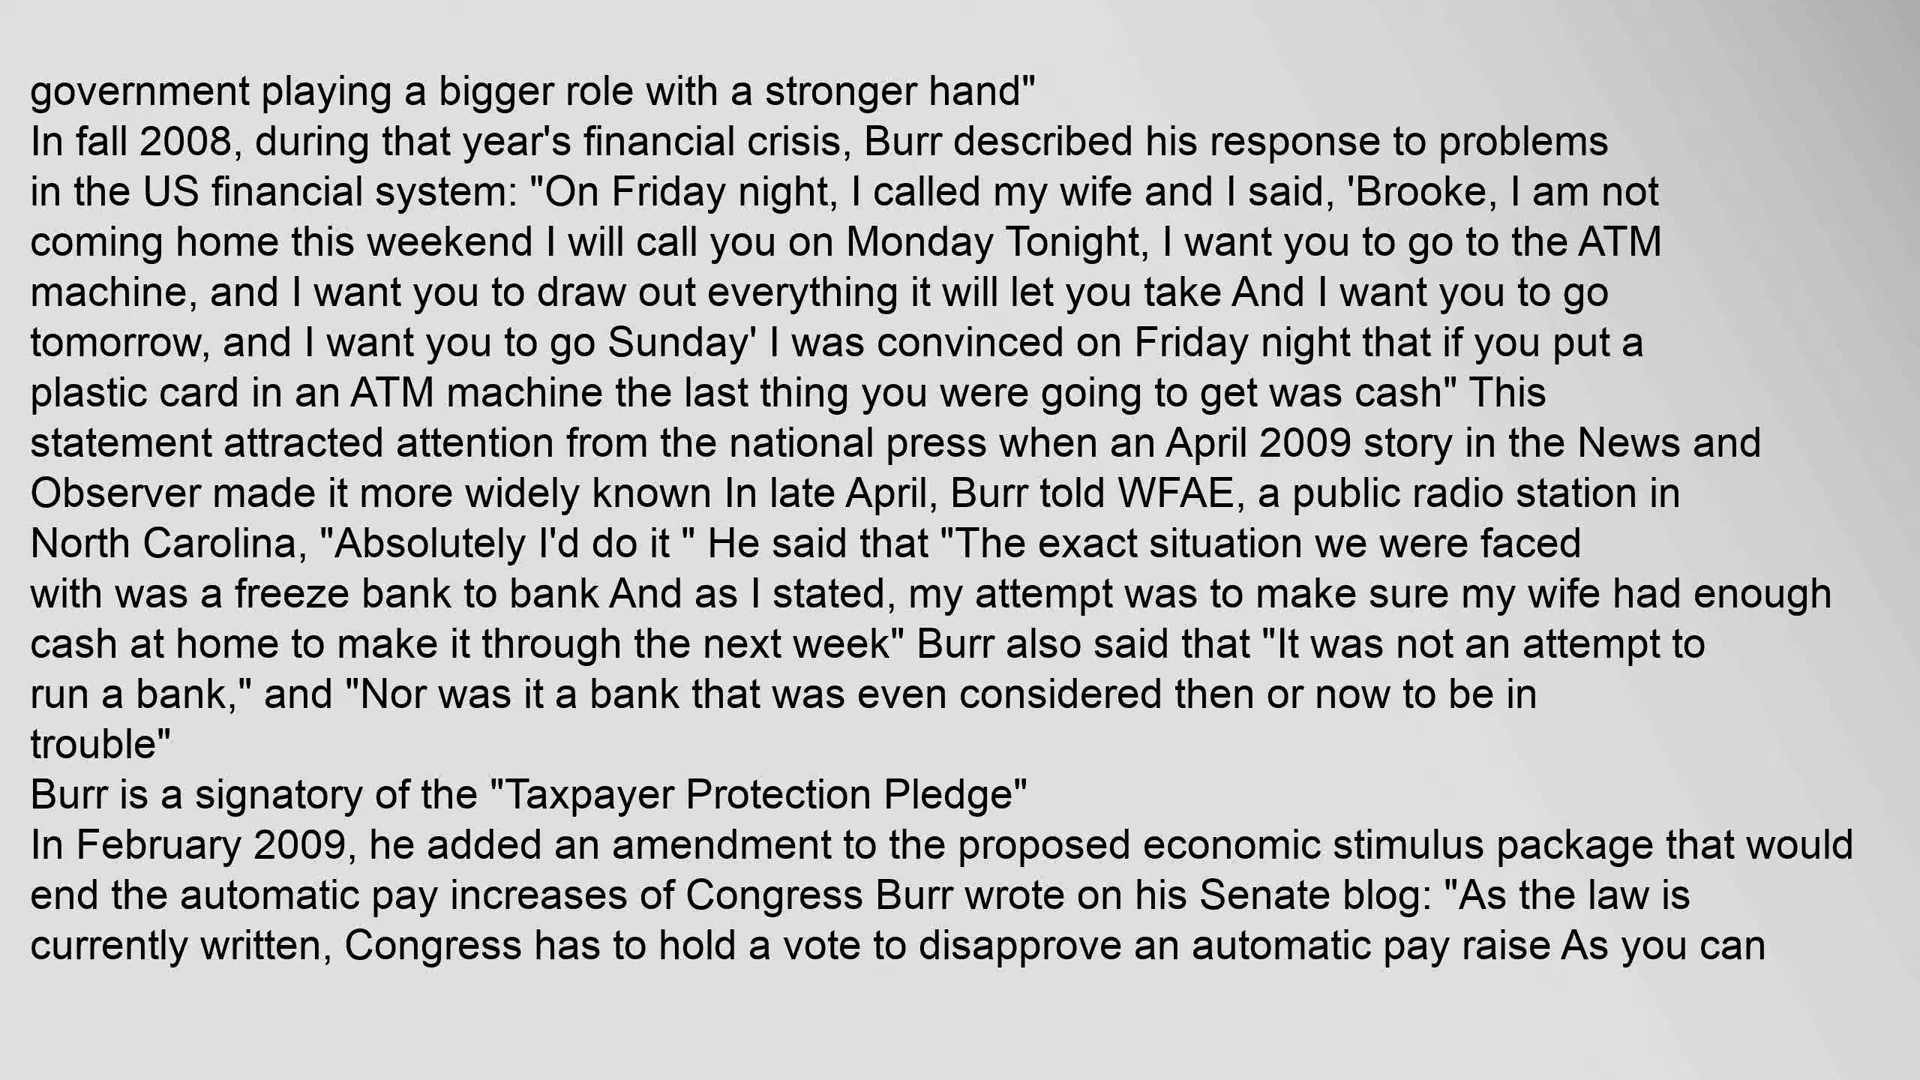 government playing a bigger role with a stronger hand"
In fall 2008, during that year's financial crisis, Burr described his response to problems
in the US financial system: "On Friday night, I called my wife and I said, 'Brooke, I am not
coming home this weekend I will call you on Monday Tonight, I want you to go to the ATM
machine, and I want you to draw out everything it will let you take And I want you to go
tomorrow, and I want you to go Sunday' I was convinced on Friday night that if you put a
plastic card in an ATM machine the last thing you were going to get was cash" This
statement attracted attention from the national press when an April 2009 story in the News and
Observer made it more widely known In late April, Burr told WFAE, a public radio station in
North Carolina, "Absolutely I'd do it " He said that "The exact situation we were faced
with was a freeze bank to bank And as I stated, my attempt was to make sure my wife had enough
cash at home to make it through the next week" Burr also said that "It was not an attempt to
run a bank," and "Nor was it a bank that was even considered then or now to be in
trouble"
Burr is a signatory of the "Taxpayer Protection Pledge"
In February 2009, he added an amendment to the proposed economic stimulus package that would
end the automatic pay increases of Congress Burr wrote on his Senate blog: "As the law is
currently written, Congress has to hold a vote to disapprove an automatic pay raise As you can